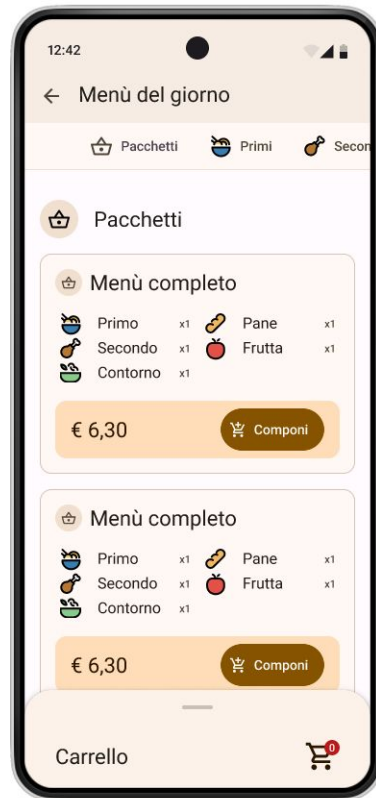 12:42
Menù del giorno
Pacchetti Primi Secon
Pacchetti
Menù completo
Primo x1 Pane x1
Secondo x1 Frutta x1
Contorno x1
€ 6,30 Componi
Menù completo
Primo x1 Pane x1
Secondo x1 Frutta x1
Contorno x1
€ 6,30 Componi
Carrello 0